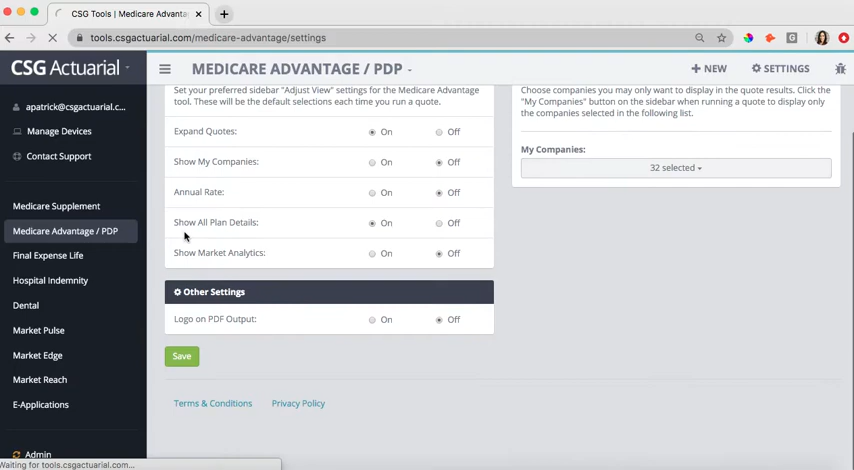 CSG Tools | Medicare Advanta
tools.csgactuarial.com/medicare-advantage/settings
CSG Actuarial
MEDICARE ADVANTAGE / PDP
+ NEW
SETTINGS
apatrick@csgactuarial.c...
Manage Devices
Contact Support
Medicare Supplement
Medicare Advantage / PDP
Final Expense Life
Hospital Indemnity
Dental
Market Pulse
Market Edge
Market Reach
E-Applications
Admin
Set your preferred sidebar "Adjust View" settings for the Medicare Advantage
tool. These will be the default selections each time you run a quote.
Expand Quotes: On Off
Show My Companies: On Off
Annual Rate: On Off
Show All Plan Details: On Off
Show Market Analytics: On Off
Other Settings
Logo on PDF Output: On Off
Save
Choose companies you may only want to display in the quote results. Click the
"My Companies" button on the sidebar when running a quote to display only
the companies selected in the following list.
My Companies:
32 selected
Terms & Conditions Privacy Policy
Waiting for tools.csgactuarial.com...